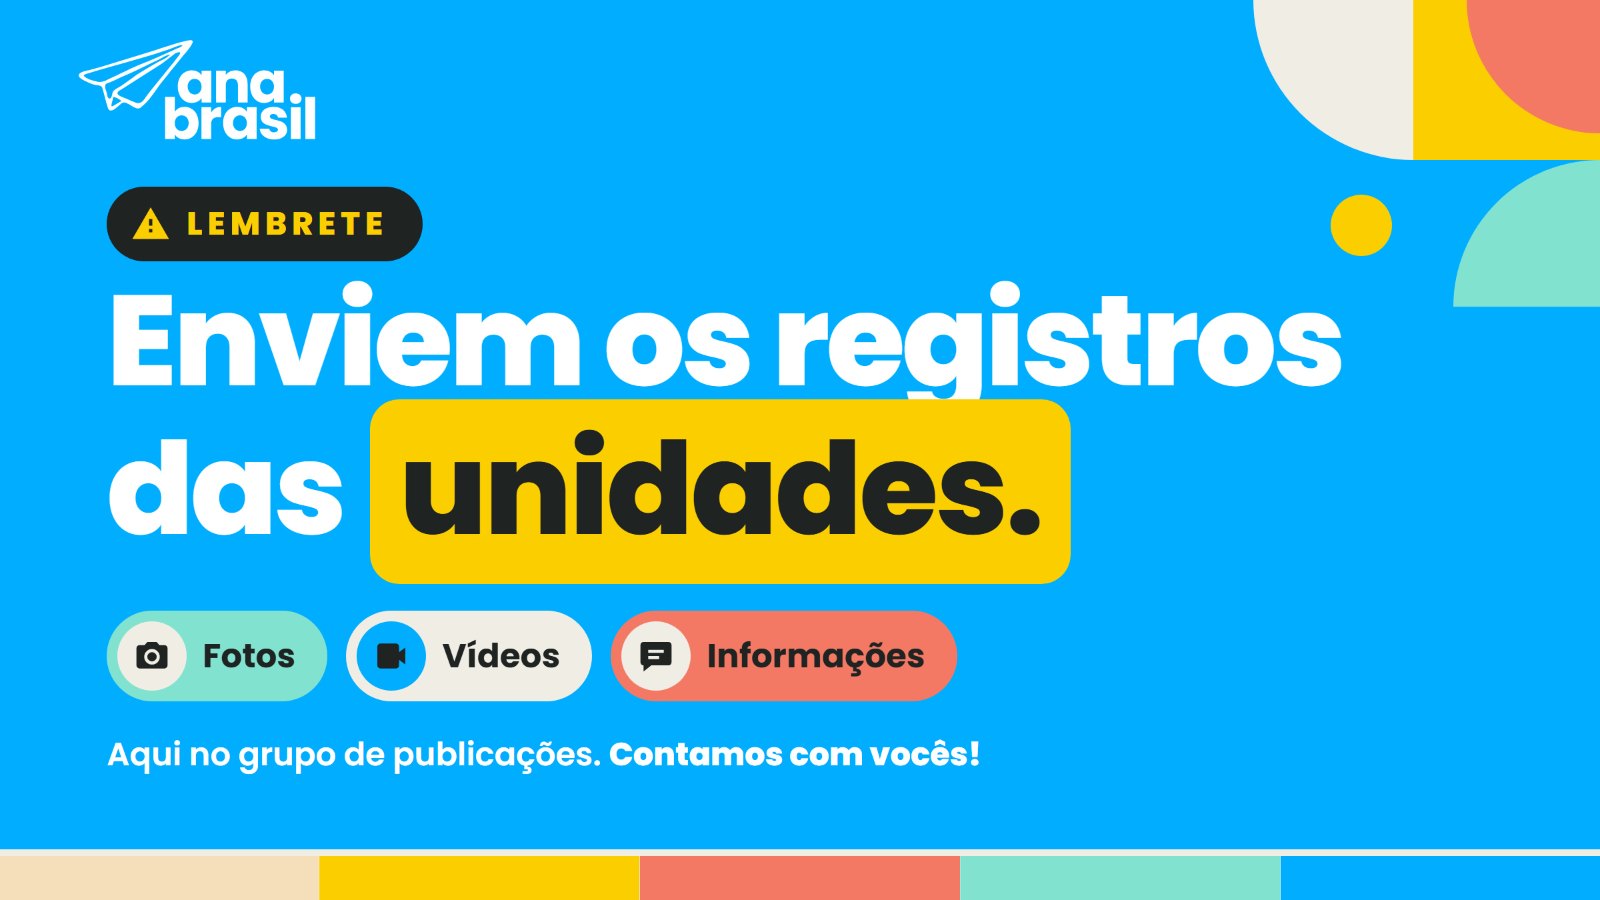 ana
brasil
LEMBRETE
Enviem os registros
das unidades.
Fotos Vídeos Informações
Aqui no grupo de publicações. Contamos com vocês!